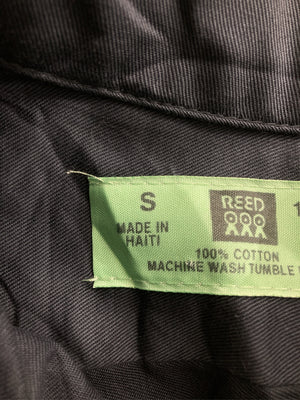 S
MADE IN
HAITI
REED
100% COTTON
MACHINE WASH TUMBLE